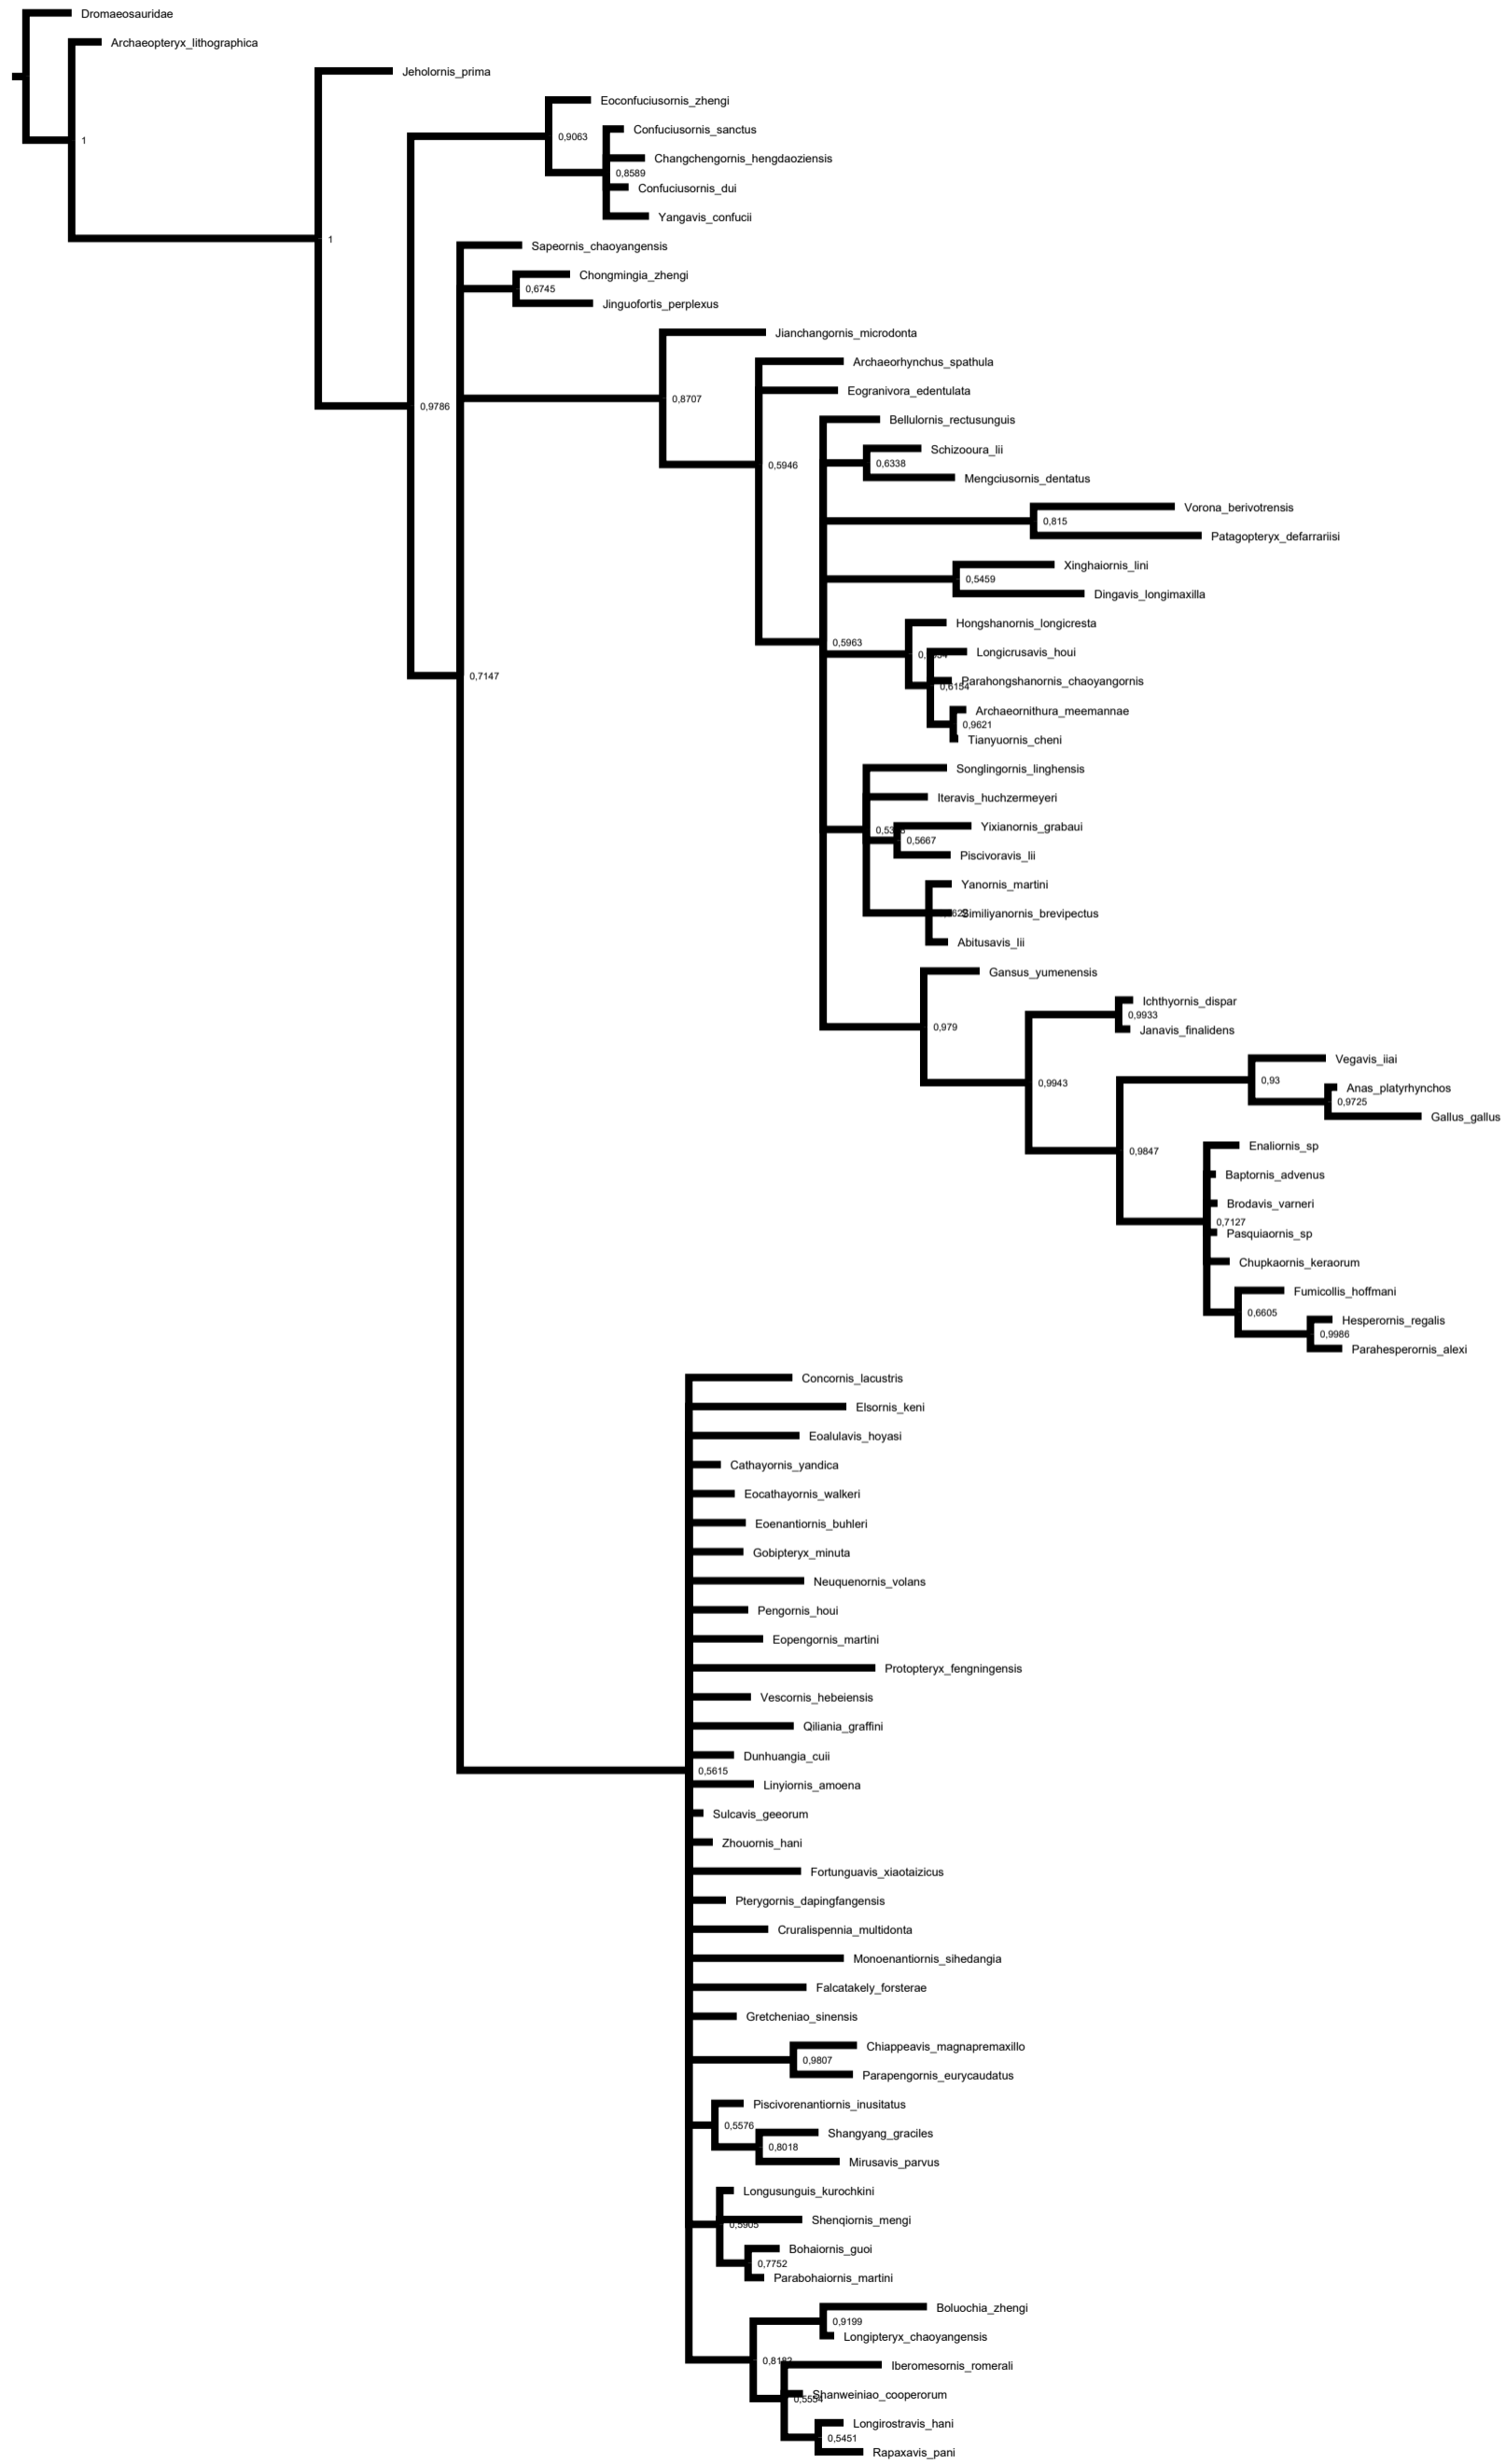 Dromaeosauridae
Archaeopteryx_lithographica
Jeholornis_prima
Eoconfuciusornis_zhengi
Confuciusornis_sanctus
0,9063
1
Changchengornis_hengdaoziensis
0,8589
Confuciusornis_dui
Yangavis_confucii
1
Sapeornis_chaoyangensis
Chongmingia_zhengi
0,6745
Jinguofortis_perplexus
Jianchangornis_microdonta
Archaeorhynchus_spathula
Eogranivora_edentulata
0,8707
0,9786
Bellulornis_rectusunguis
Schizooura_lii
0,6338
0,5946
Mengciusornis_dentatus
Vorona_berivotrensis
0,815
Patagopteryx_defarrariisi
Xinghaiornis_lini
0,5459
Dingavis_longimaxilla
Hongshanornis_longicresta
0,5963
Longicrusavis_houi
0,7147
Parahongshanornis_chaoyangornis
0,6154
Archaeornithura_meemannae
0,9621
Tianyuornis_cheni
Songlingornis_linghensis
Iteravis_huchzermeyeri
Yixianornis_grabaui
0,5667
Piscivoravis_lii
Yanornis_martini
Similiyanornis_brevipectus
Abitusavis_lii
Gansus_yumenensis
Ichthyornis_dispar
0,9933
0,979
Janavis_finalidens
Vegavis_iiai
0,93
0,9943
Anas_platyrhynchos
0,9725
Gallus_gallus
Enaliornis_sp
0,9847
Baptornis_advenus
Brodavis_varneri
0,7127
Pasquiaornis_sp
Chupkaornis_keraorum
Fumicollis_hoffmani
0,6605
Hesperornis_regalis
0,9986
Parahesperornis_alexi
Concornis_lacustris
Elsornis_keni
Eoalulavis_hoyasi
Cathayornis_yandica
Eocathayornis_walkeri
Eoenantiornis_buhleri
Gobipteryx_minuta
Neuquenornis_volans
Pengornis_houi
Eopengornis_martini
Protopteryx_fengningensis
Vescornis_hebeiensis
Qiliania_graffini
Dunhuangia_cuii
0,5615
Linyiornis_amoena
Sulcavis_geeorum
Zhouornis_hani
Fortunguavis_xiaotaizicus
Pterygornis_dapingfangensis
Cruralispennia_multidonta
Monoenantiornis_sihedangia
Falcatakely_forsterae
Gretcheniao_sinensis
Chiappeavis_magnapremaxillo
0,9807
Parapengornis_eurycaudatus
Piscivorenantiornis_inusitatus
0,5576
Shangyang_graciles
0,8018
Mirusavis_parvus
Longusunguis_kurochkini
Shenqiornis_mengi
0,5905
Bohaiornis_guoi
0,7752
Parabohaiornis_martini
Boluochia_zhengi
0,9199
Longipteryx_chaoyangensis
Iberomesornis_romerali
Shanweiniao_cooperorum
0,5554
Longirostravis_hani
0,5451
Rapaxavis_pani